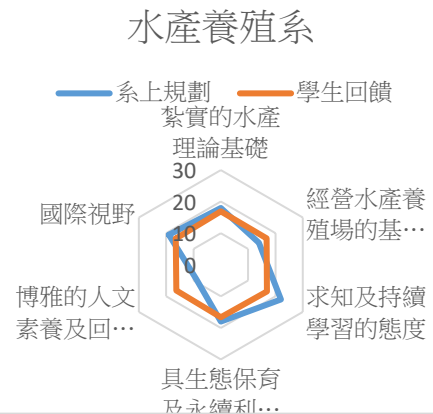 水產養殖系
系上規劃 學生回饋
紮實的水產
理論基礎
30
20
10
0
經營水產養
殖場的基…
求知及持續
學習的態度
具生態保育
及永續利…
博雅的人文
素養及回…
國際視野